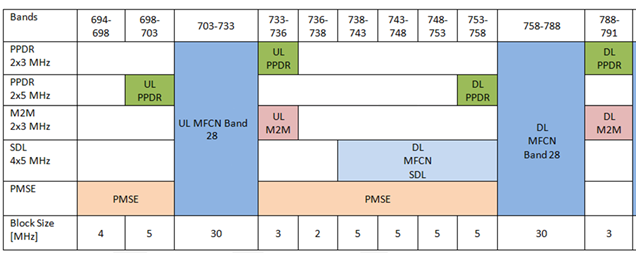 Bands 694-698 698-703 703-733 733-736 736-738 738-743 743-748 748-753 753-758 758-788 788-791
PPDR 2x3 MHz UL PPDR DL PPDR
PPDR 2x5 MHz UL PPDR DL PPDR
UL MFCN Band 28
DL MFCN Band 28
M2M 2x3 MHz UL M2M DL M2M
SDL 4x5 MHz DL MFCN SDL
PMSE PMSE PMSE
Block Size [MHz] 4 5 30 3 2 5 5 5 5 30 3